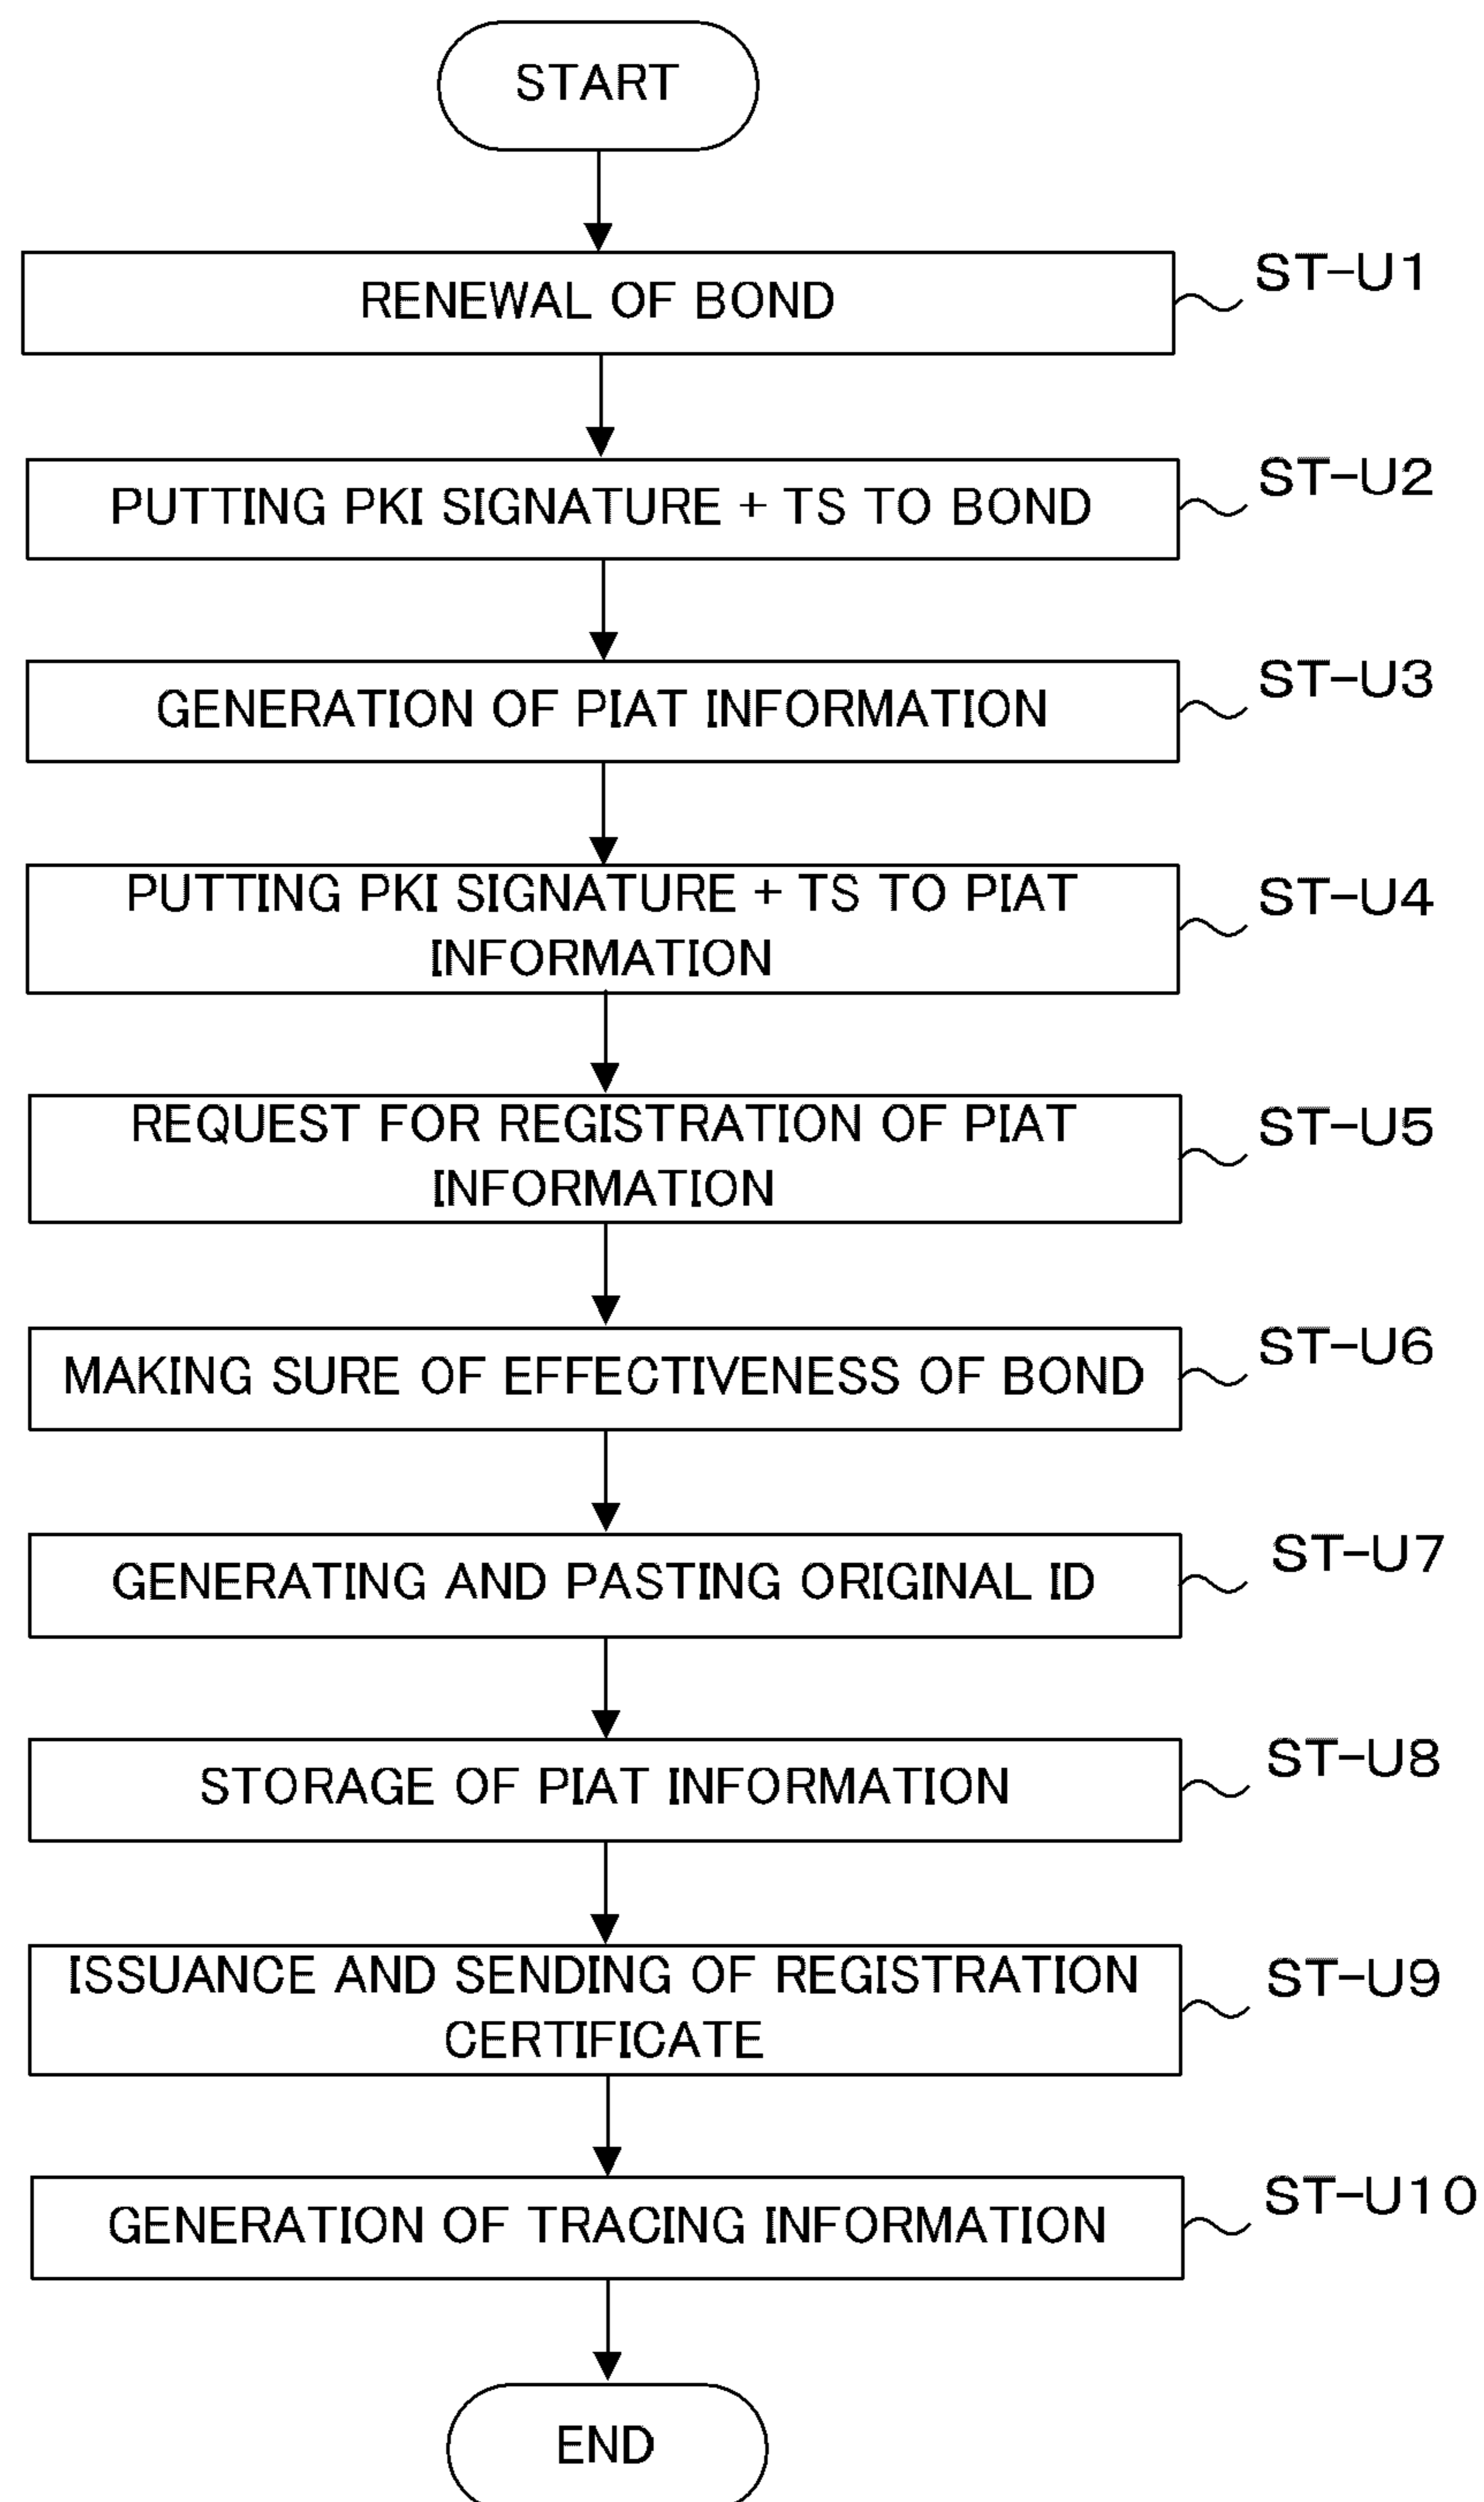 START
RENEWAL OF BOND
ST-U1
PUTTING PKI SIGNATURE + TS TO BOND
ST-U2
GENERATION OF PIAT INFORMATION
ST-U3
PUTTING PKI SIGNATURE + TS TO PIAT
INFORMATION
ST-U4
REQUEST FOR REGISTRATION OF PIAT
INFORMATION
ST-U5
MAKING SURE OF EFFECTIVENESS OF BOND
ST-U6
GENERATING AND PASTING ORIGINAL ID
ST-U7
STORAGE OF PIAT INFORMATION
ST-U8
ISSUANCE AND SENDING OF REGISTRATION
CERTIFICATE
ST-U9
GENERATION OF TRACING INFORMATION
ST-U10
END